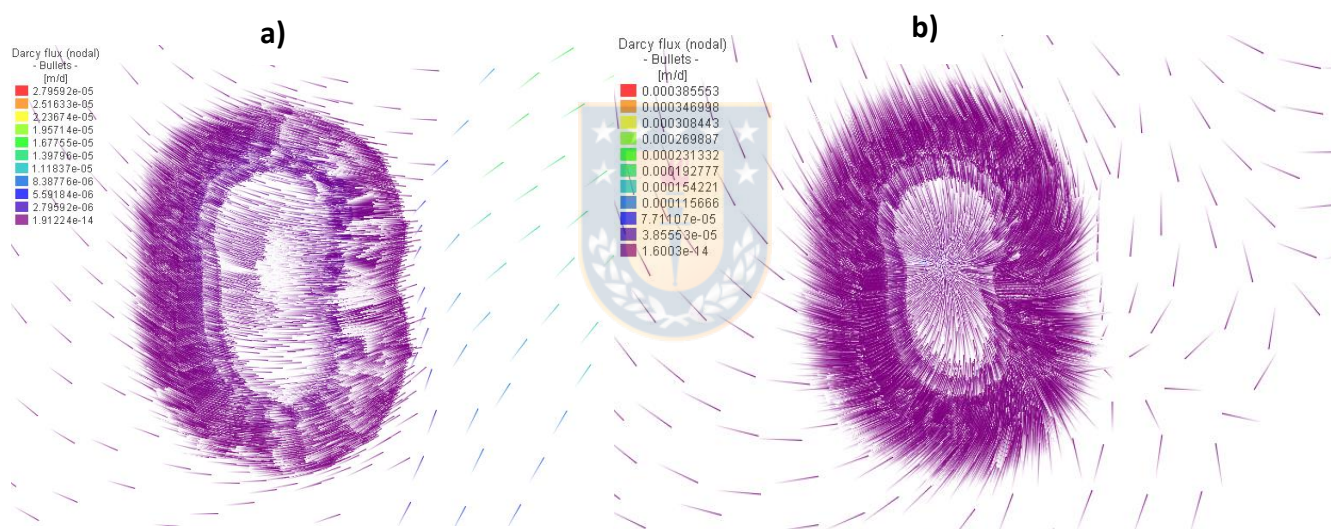 a)
Darcy flux (nodal)
- Bullets -
[m/d]
2.79592e-05
2.51633e-05
2.23674e-05
1.95714e-05
1.67755e-05
1.39796e-05
1.11837e-05
8.38776e-06
5.59184e-06
2.79592e-06
1.91224e-14
b)
Darcy flux (nodal)
- Bullets -
[m/d]
0.000385553
0.000346998
0.000308443
0.000269887
0.000231332
0.000192777
0.000154221
0.000115666
7.71107e-05
3.85553e-05
1.6003e-14